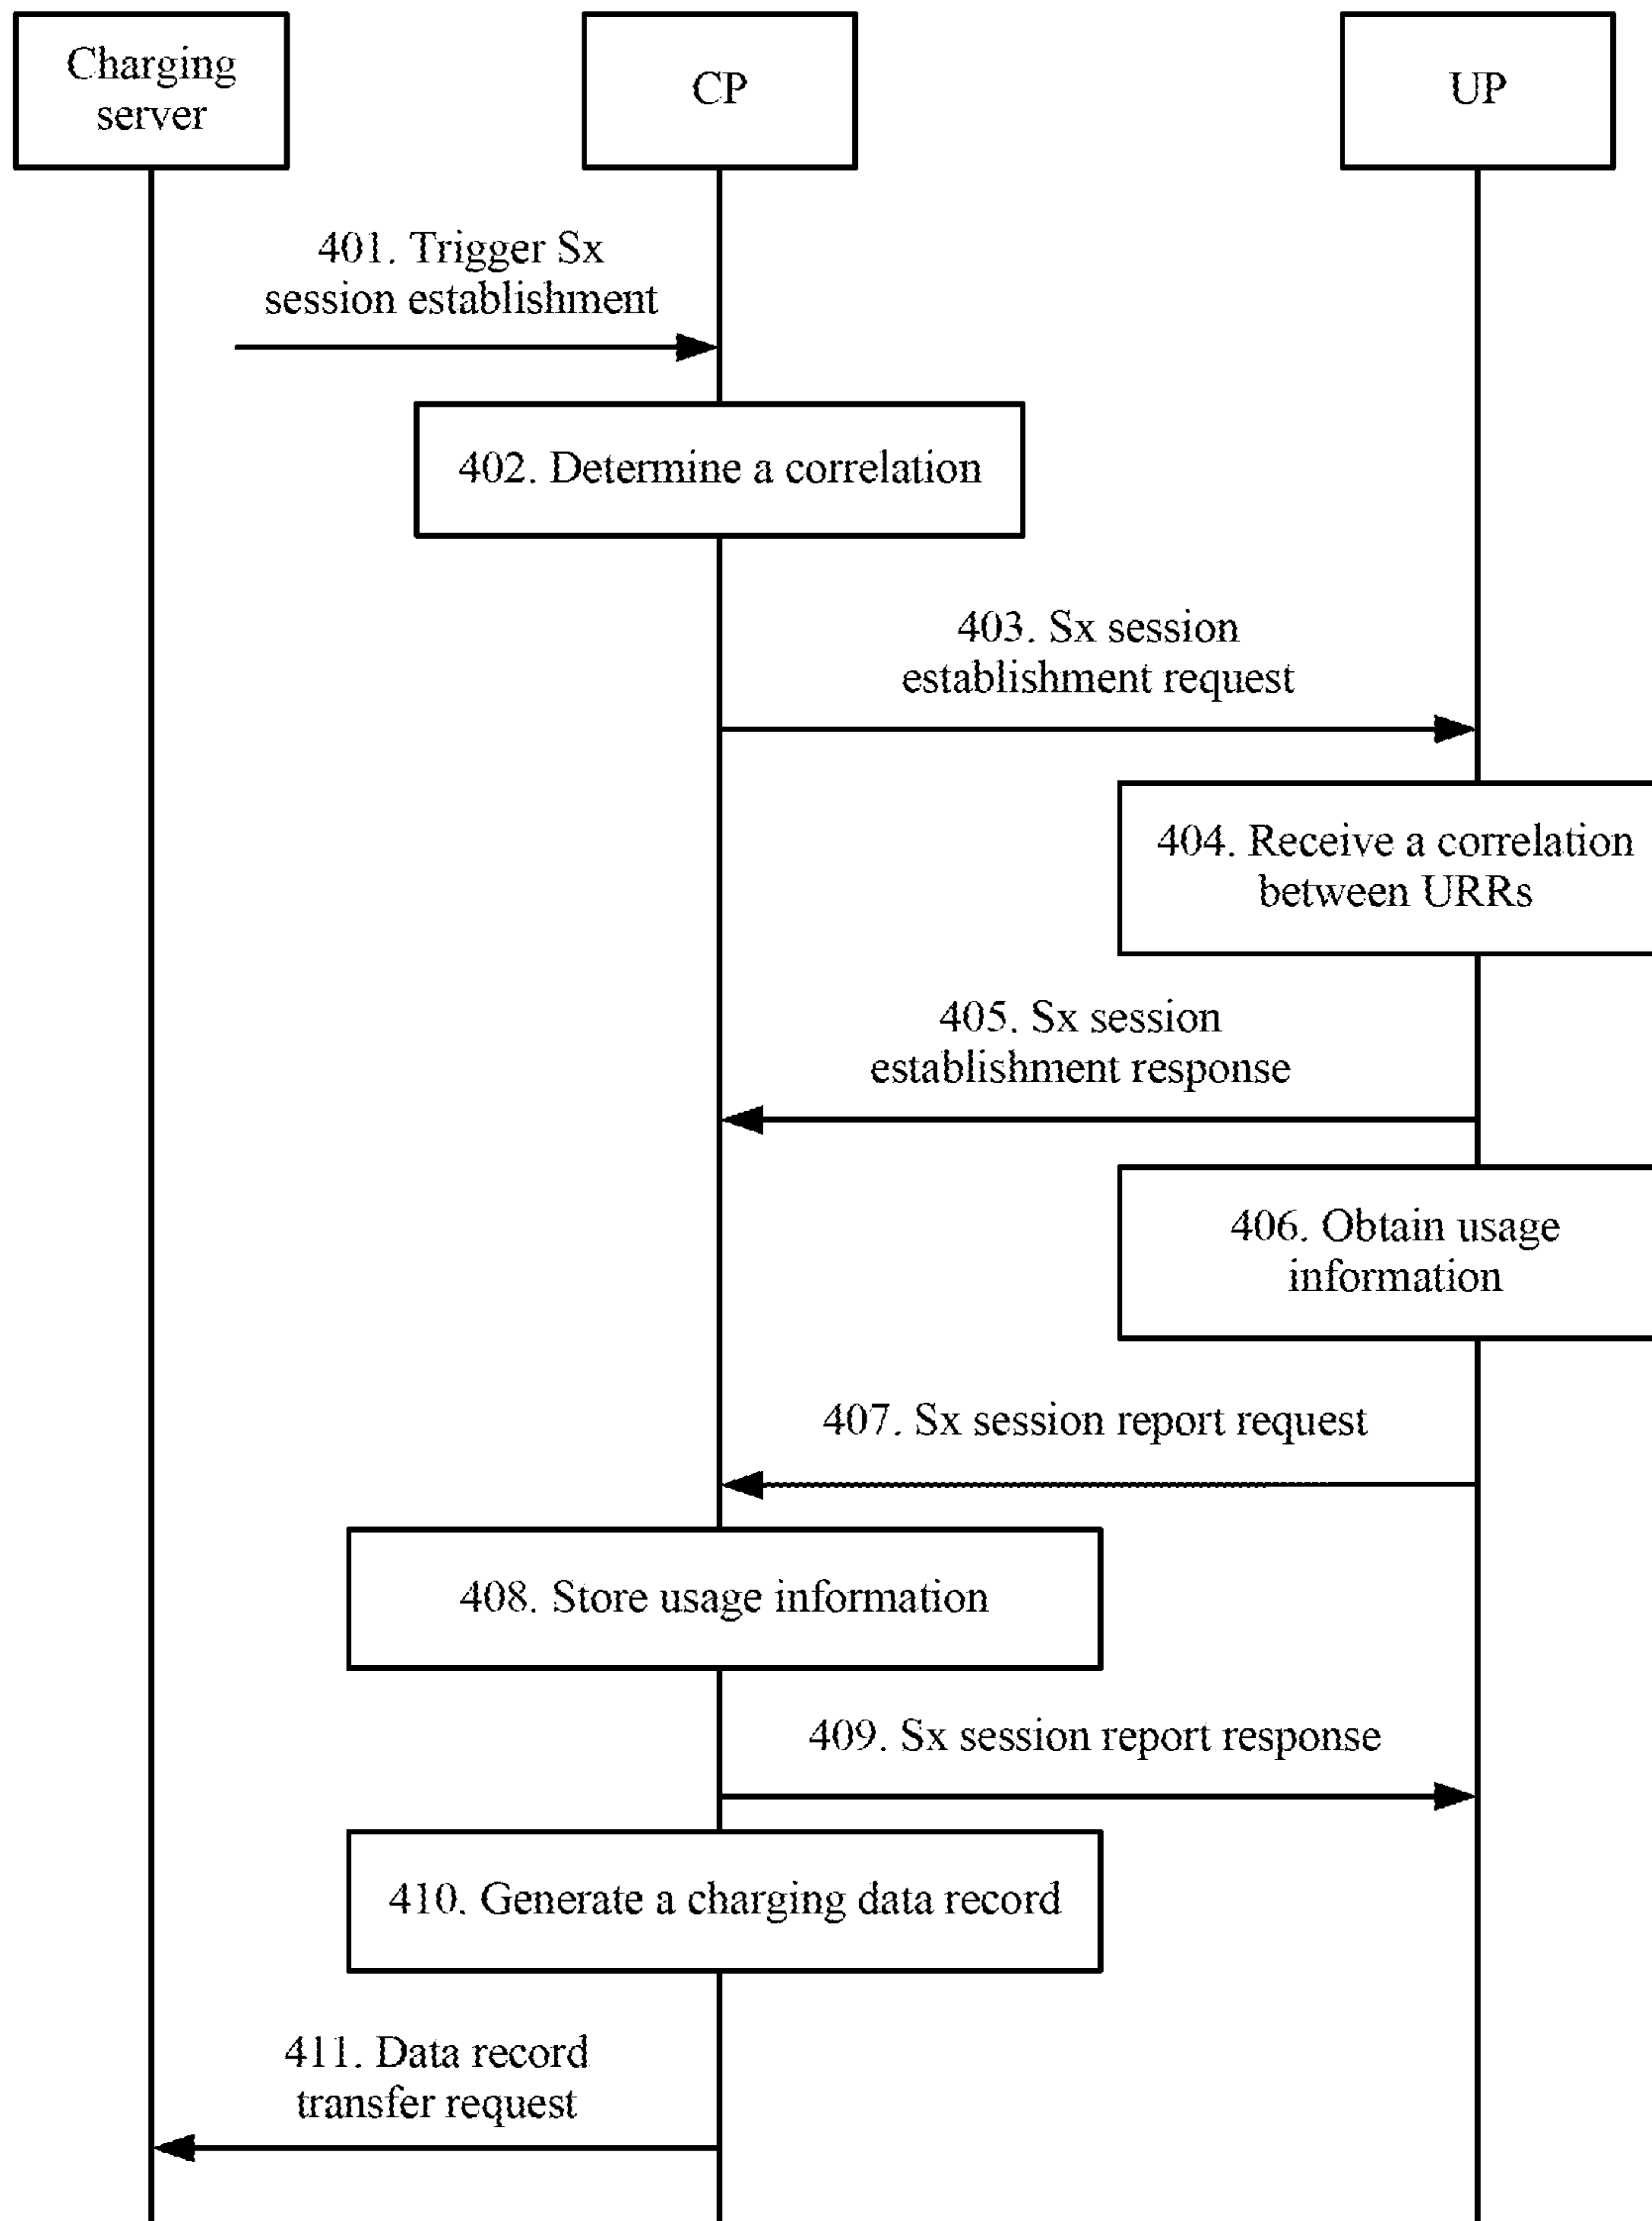 Charging
server
CP
UP
401. Trigger Sx
session establishment
402. Determine a correlation
403. Sx session
establishment request
404. Receive a correlation
between URRs
405. Sx session
establishment response
406. Obtain usage
information
407. Sx session report request
408. Store usage information
409. Sx session report response
410. Generate a charging data record
411. Data record
transfer request